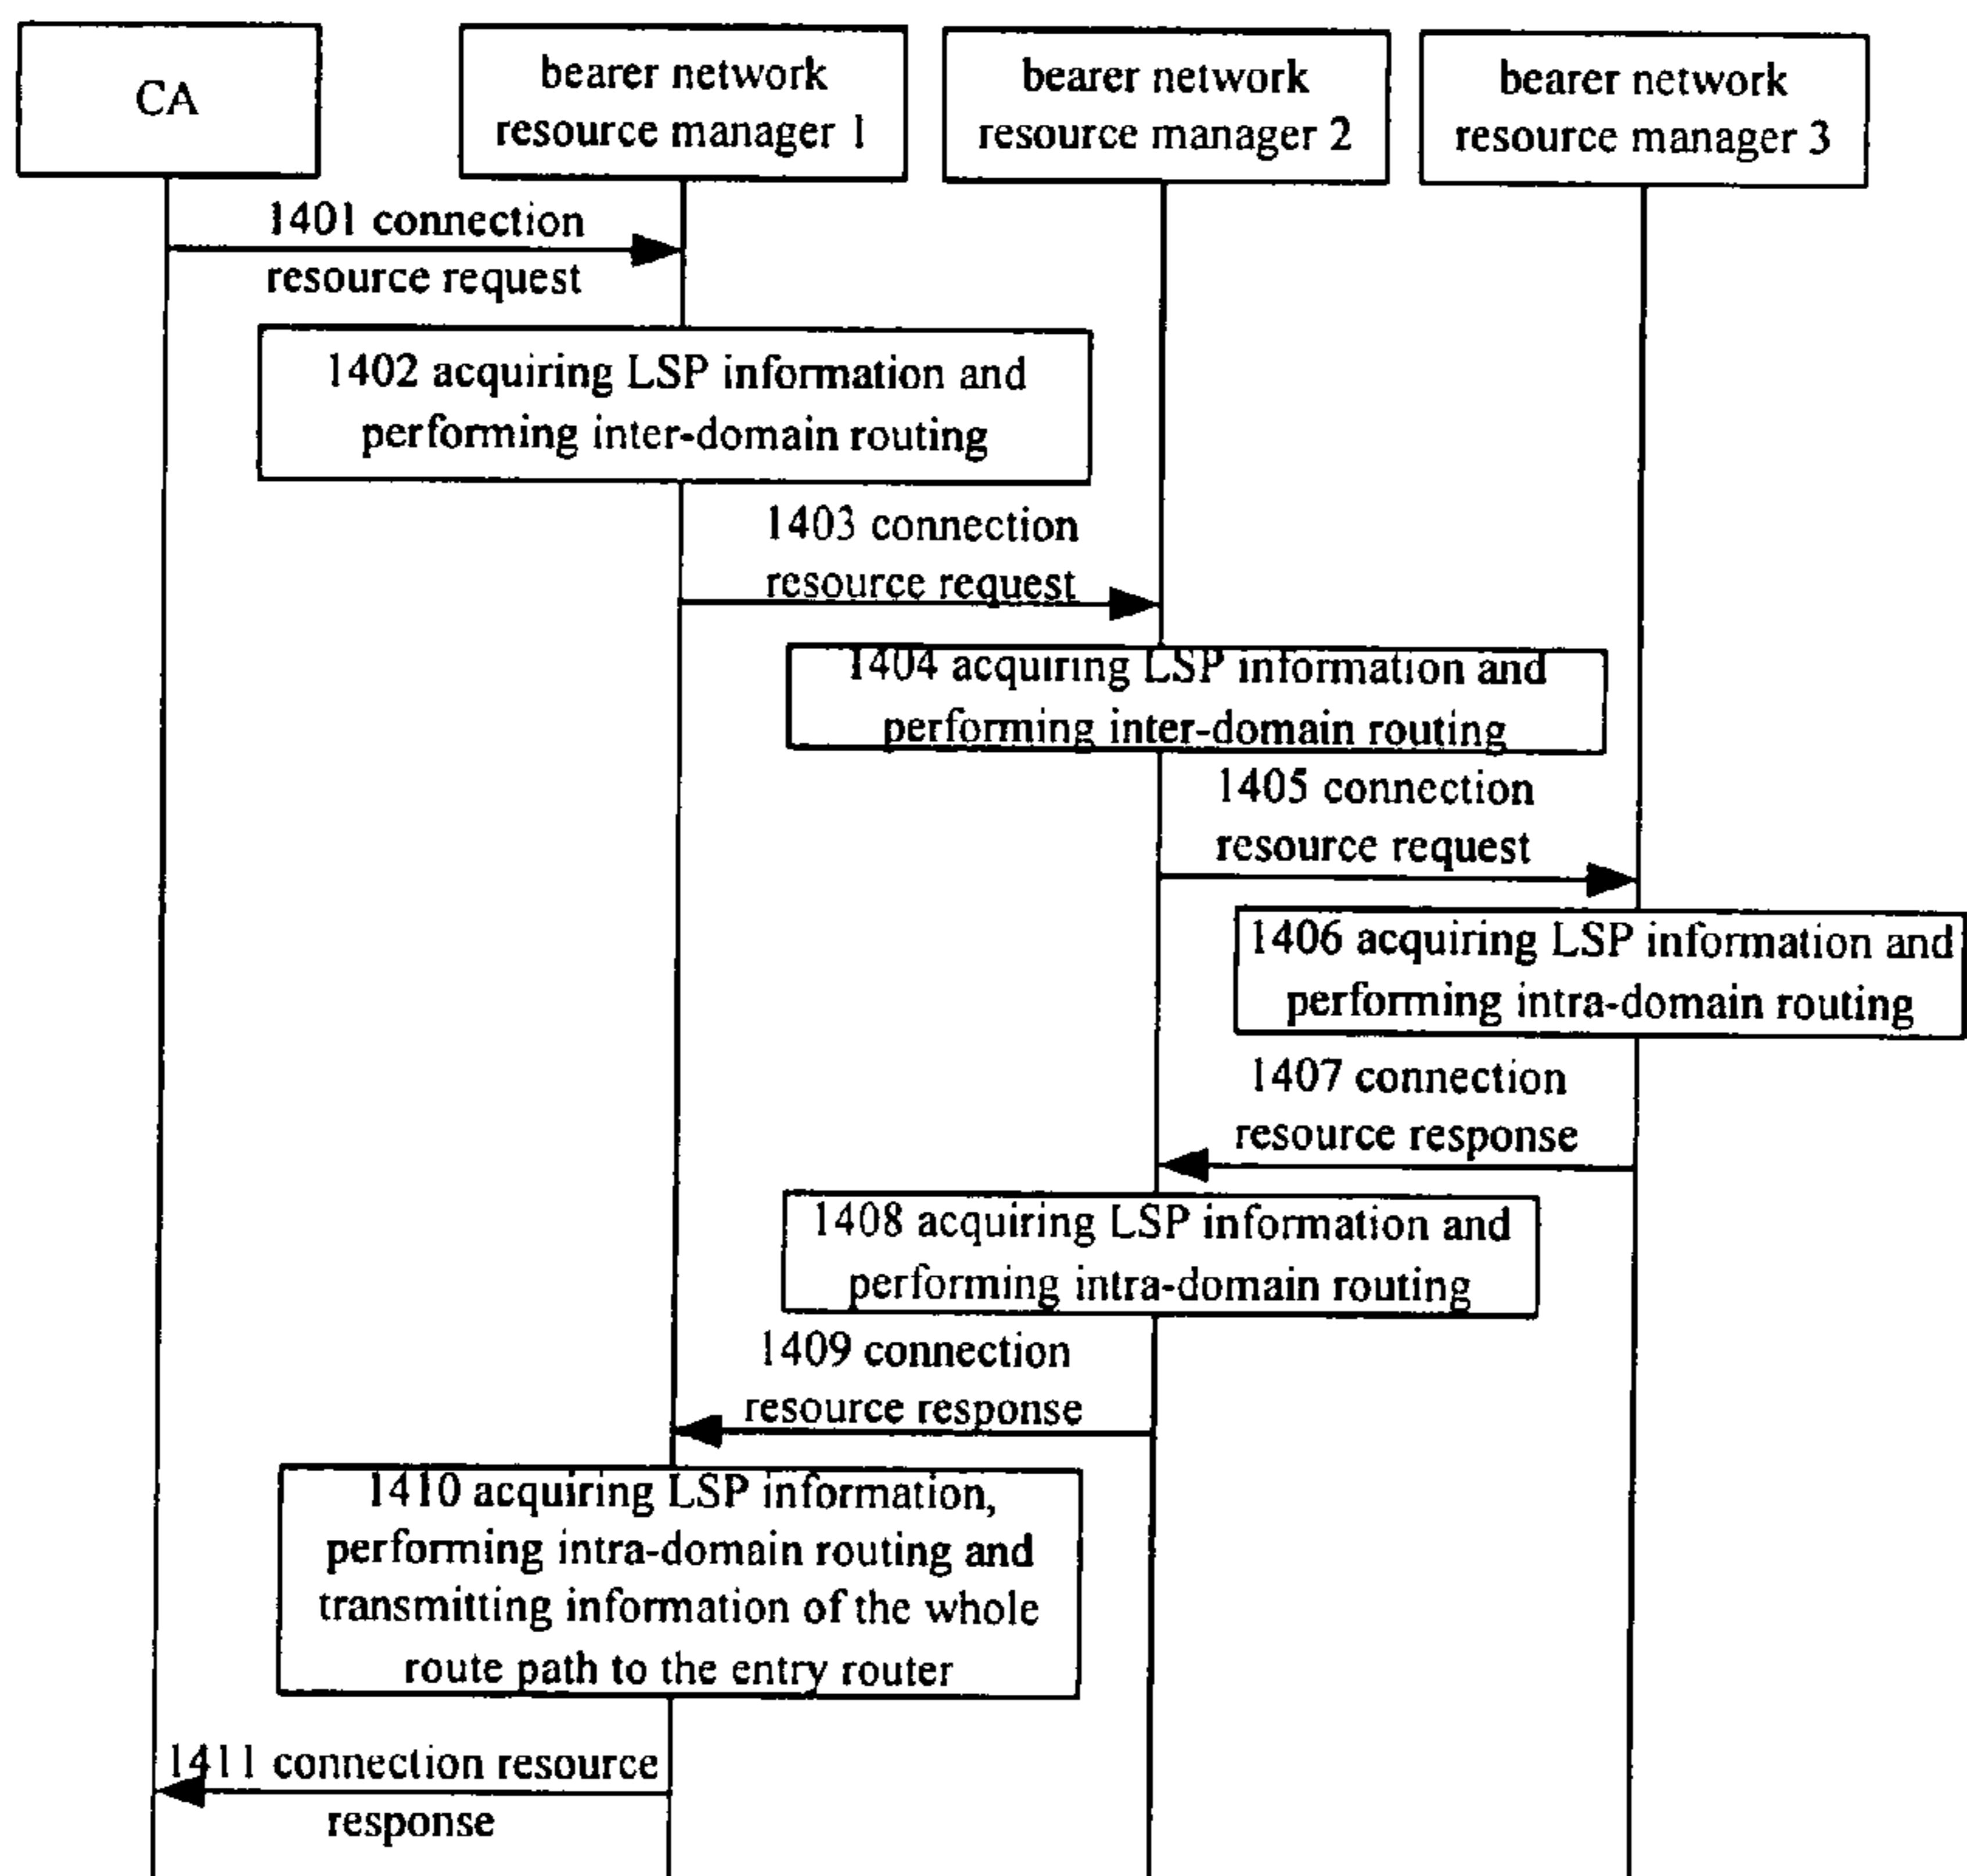 CA
bearer network
resource manager 1
bearer network
resource manager 2
bearer network
resource manager 3
1401 connection
resource request
1402 acquiring LSP information and
performing inter-domain routing
1403 connection
resource request
1404 acquiring LSP information and
performing inter-domain routing
1405 connection
resource request
1406 acquiring LSP information and
performing intra-domain routing
1407 connection
resource response
1408 acquiring LSP information and
performing intra-domain routing
1409 connection
resource response
1410 acquiring LSP information,
performing intra-domain routing and
transmitting information of the whole
route path to the entry router
1411 connection resource
response